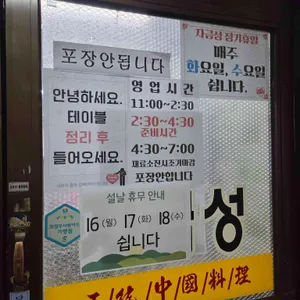 포장안됩니다
자금성 정기휴일
매주
화요일, 수요일
쉽니다.
안녕하세요.
테이블
정리 후
들어오세요.
영 업 시 간
11:00~2:30
2:30~4:30
준비시간
4:30~7:00
재료소진시조기마감
포장안됩니다
설날 휴무 안내
16(월) 17(화) 18(수)
쉽니다
성
中/國/料/理